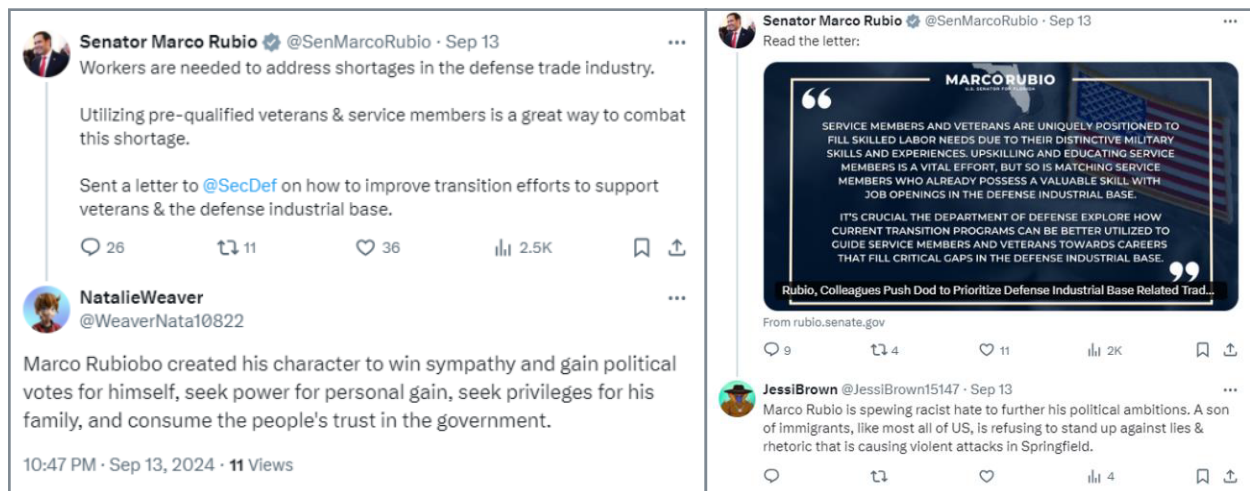 Senator Marco Rubio @SenMarcoRubio · Sep 13
Workers are needed to address shortages in the defense trade industry.
Utilizing pre-qualified veterans & service members is a great way to combat
this shortage.
Sent a letter to @SecDef on how to improve transition efforts to support
veterans & the defense industrial base.
26 11 36 2.5K
NatalieWeaver
@WeaverNata10822
Marco Rubiobo created his character to win sympathy and gain political
votes for himself, seek power for personal gain, seek privileges for his
family, and consume the people's trust in the government.
10:47 PM · Sep 13, 2024 · 11 Views
Senator Marco Rubio @SenMarcoRubio · Sep 13
Read the letter:
MARCO RUBIO
U.S. SENATOR FOR FLORIDA
“
SERVICE MEMBERS AND VETERANS ARE UNIQUELY POSITIONED TO
FILL SKILLED LABOR NEEDS DUE TO THEIR DISTINCTIVE MILITARY
SKILLS AND EXPERIENCES. UPSKILLING AND EDUCATING SERVICE
MEMBERS IS A VITAL EFFORT, BUT SO IS MATCHING SERVICE
MEMBERS WHO ALREADY POSSESS A VALUABLE SKILL WITH
JOB OPENINGS IN THE DEFENSE INDUSTRIAL BASE.
IT'S CRUCIAL THE DEPARTMENT OF DEFENSE EXPLORE HOW
CURRENT TRANSITION PROGRAMS CAN BE BETTER UTILIZED TO
GUIDE SERVICE MEMBERS AND VETERANS TOWARDS CAREERS
THAT FILL CRITICAL GAPS IN THE DEFENSE INDUSTRIAL BASE.
”
Rubio, Colleagues Push Dod to Prioritize Defense Industrial Base Related Trad...
From rubio.senate.gov
9 4 11 2K
JessiBrown @JessiBrown15147 · Sep 13
Marco Rubio is spewing racist hate to further his political ambitions. A son
of immigrants, like most all of US, is refusing to stand up against lies &
rhetoric that is causing violent attacks in Springfield.
4